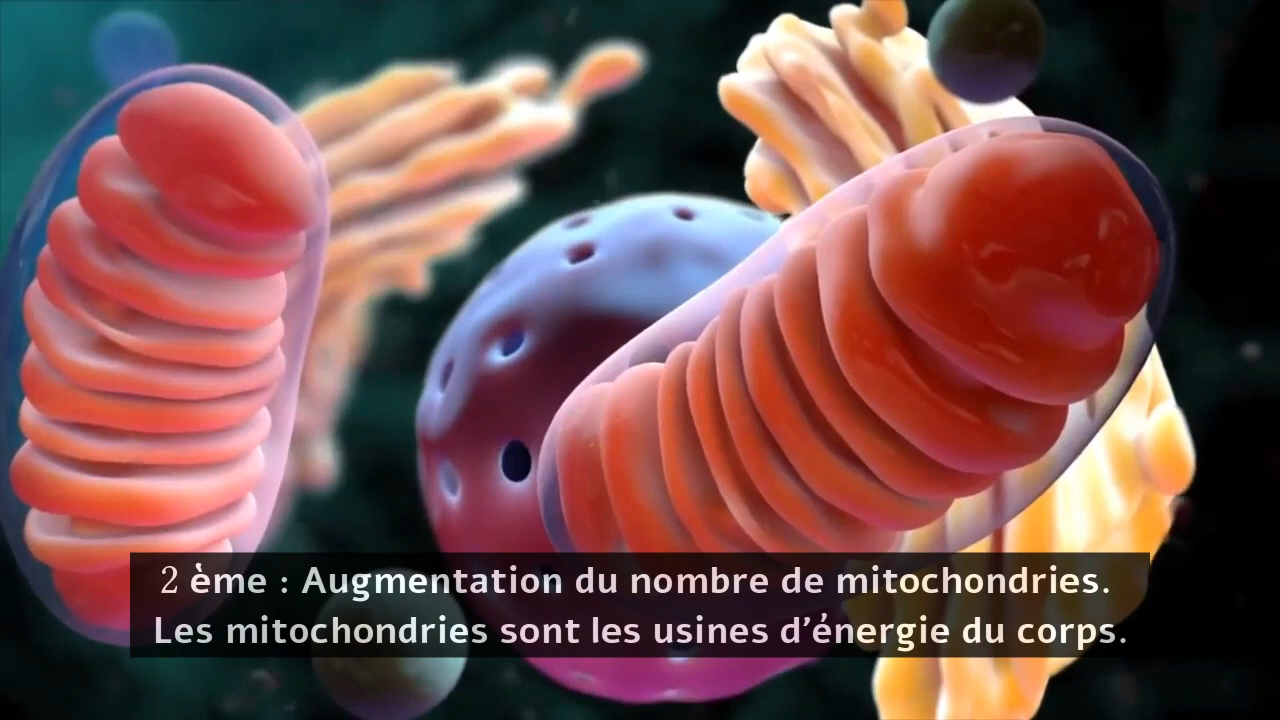 2 ème : Augmentation du nombre de mitochondries.
Les mitochondries sont les usines d’énergie du corps.